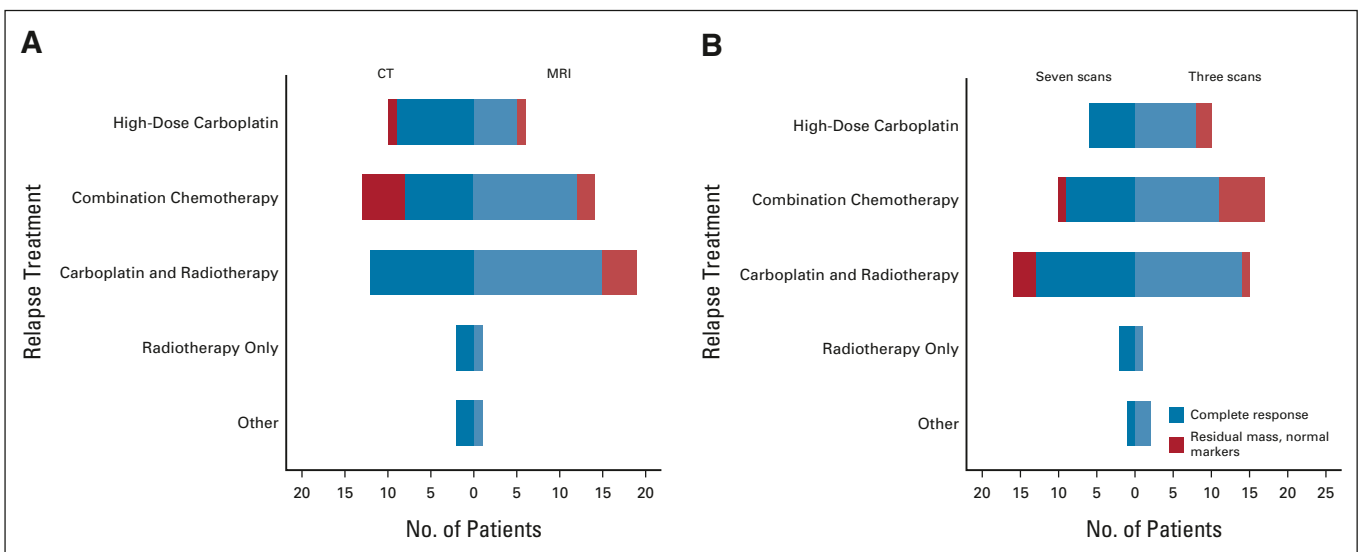 A
CT MRI
High-Dose Carboplatin
Combination Chemotherapy
Carboplatin and Radiotherapy
Radiotherapy Only
Other
Relapse Treatment
20 15 10 5 0 5 10 15 20
No. of Patients
B
Seven scans Three scans
High-Dose Carboplatin
Combination Chemotherapy
Carboplatin and Radiotherapy
Radiotherapy Only
Other
Relapse Treatment
Complete response
Residual mass, normal
markers
20 15 10 5 0 5 10 15 20 25
No. of Patients